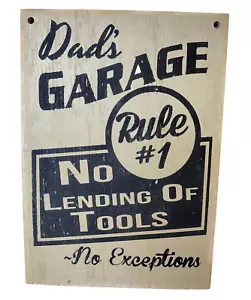 Dad's
GARAGE
Rule
#1
No
Lending Of
Tools
~No Exceptions